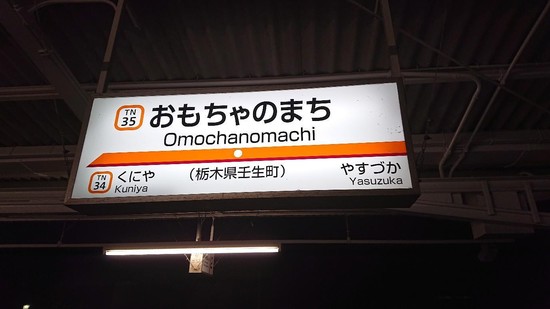 TN
35
おもちゃのまち
Omochanomachi
TN
34
くにや
Kuniya
（栃木県壬生町）
やすづか
Yasuzuka